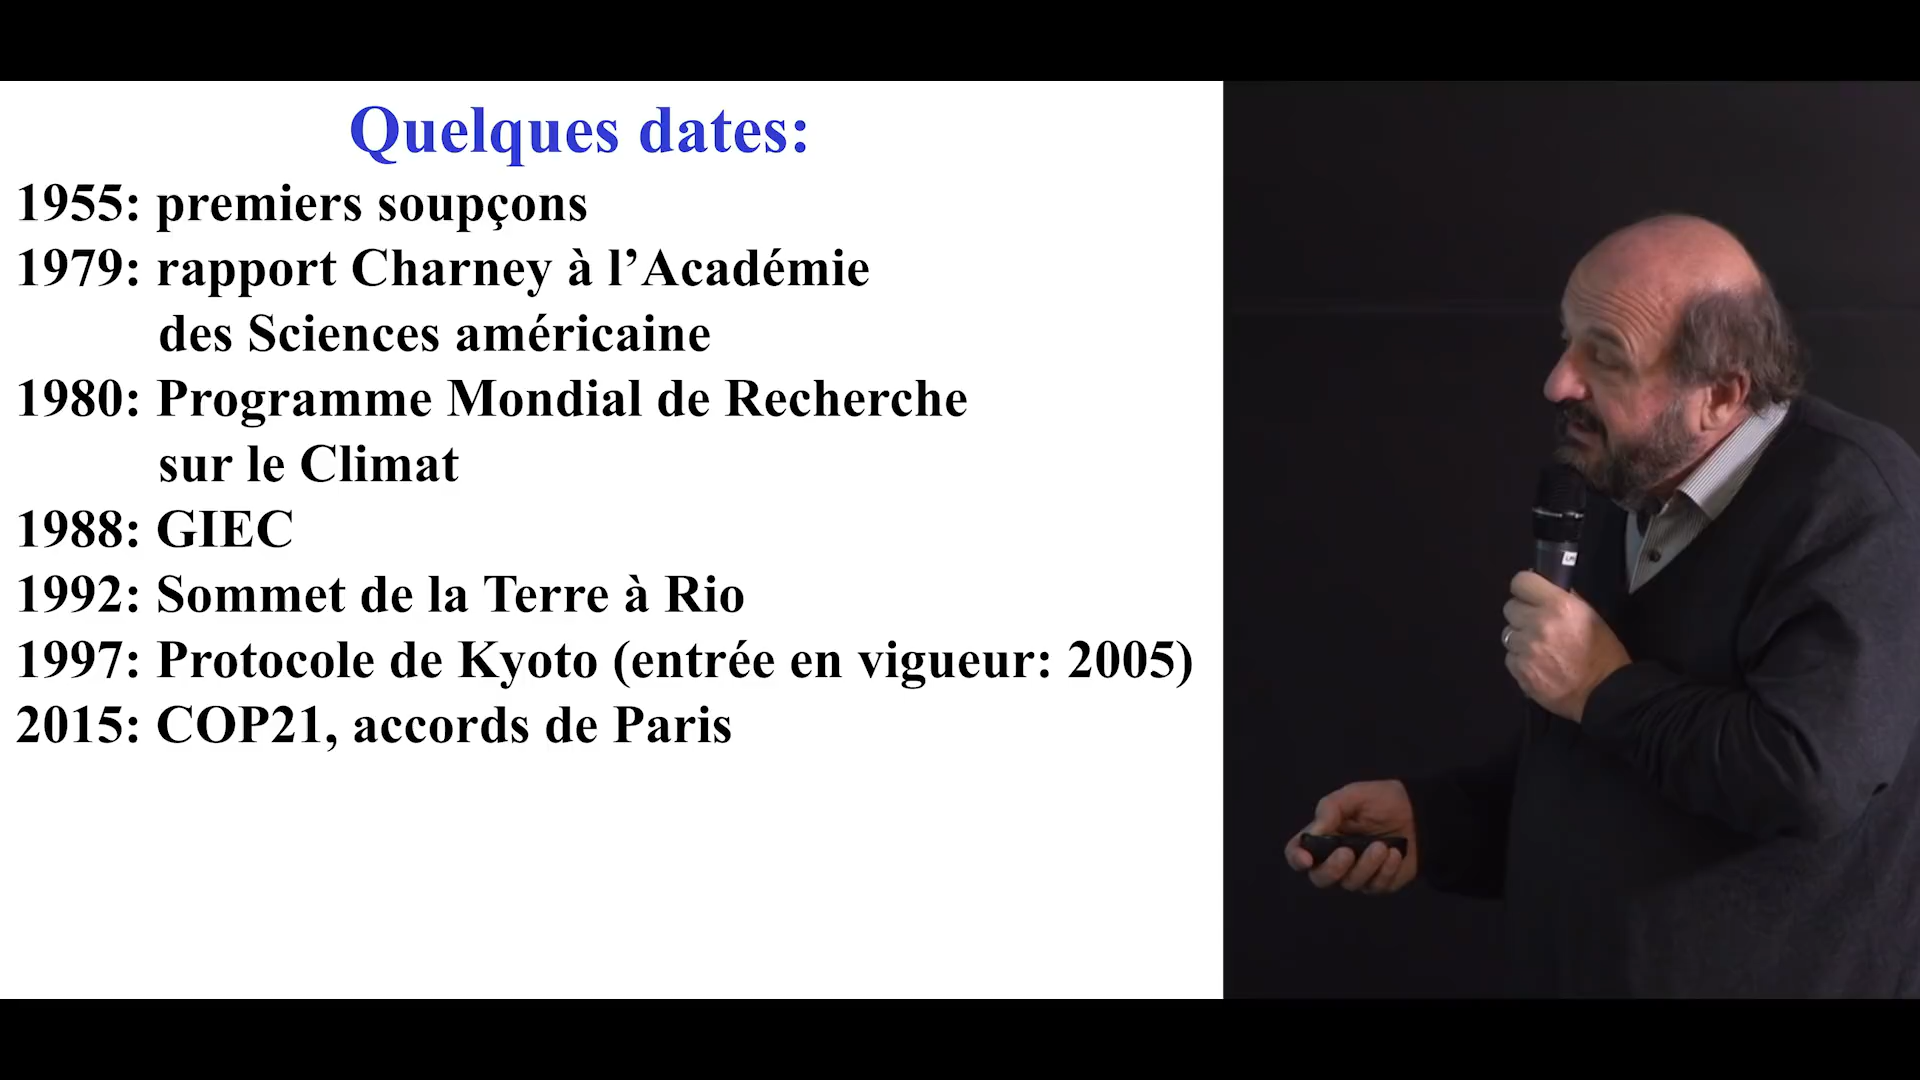 Quelques dates:
1955: premiers soupçons
1979: rapport Charney à l’Académie
des Sciences américaine
1980: Programme Mondial de Recherche
sur le Climat
1988: GIEC
1992: Sommet de la Terre à Rio
1997: Protocole de Kyoto (entrée en vigueur: 2005)
2015: COP21, accords de Paris